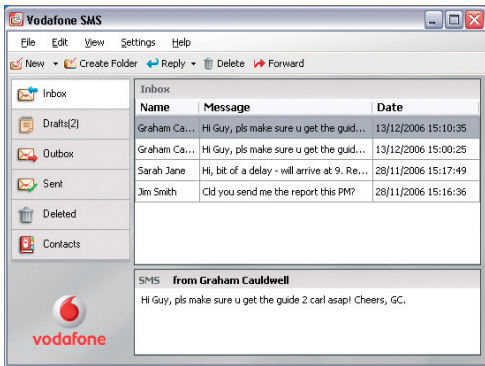 Vodafone SMS
File Edit View Settings Help
New Create Folder Reply Delete Forward
Inbox
Drafts(2)
Outbox
Sent
Deleted
Contacts
vodafone
Inbox
Name Message Date
Graham Ca... Hi Guy, pls make sure u get the guid... 13/12/2006 15:10:35
Graham Ca... Hi Guy, pls make sure u get the guid... 13/12/2006 15:00:25
Sarah Jane Hi, bit of a delay - will arrive at 9. Re... 28/11/2006 15:17:49
Jim Smith Cld you send me the report this PM? 28/11/2006 15:16:36
SMS from Graham Cauldwell
Hi Guy, pls make sure u get the guide 2 carl asap! Cheers, GC.